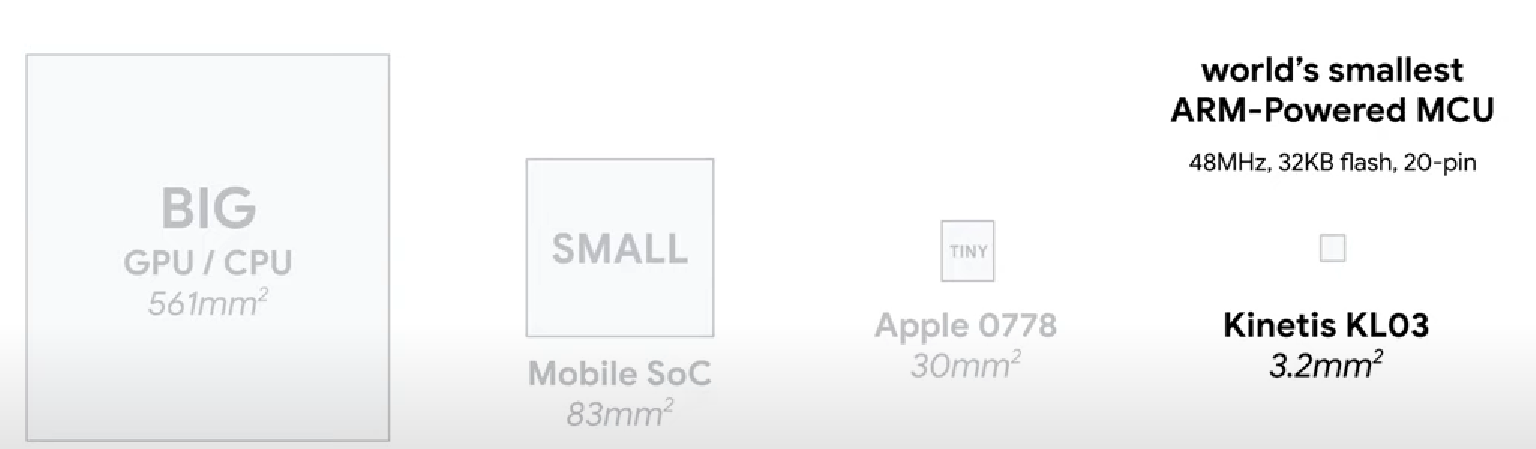 BIG
GPU / CPU
561mm²
SMALL
Mobile SoC
83mm²
TINY
Apple 0778
30mm²
world's smallest
ARM-Powered MCU
48MHz, 32KB flash, 20-pin
Kinetis KL03
3.2mm²